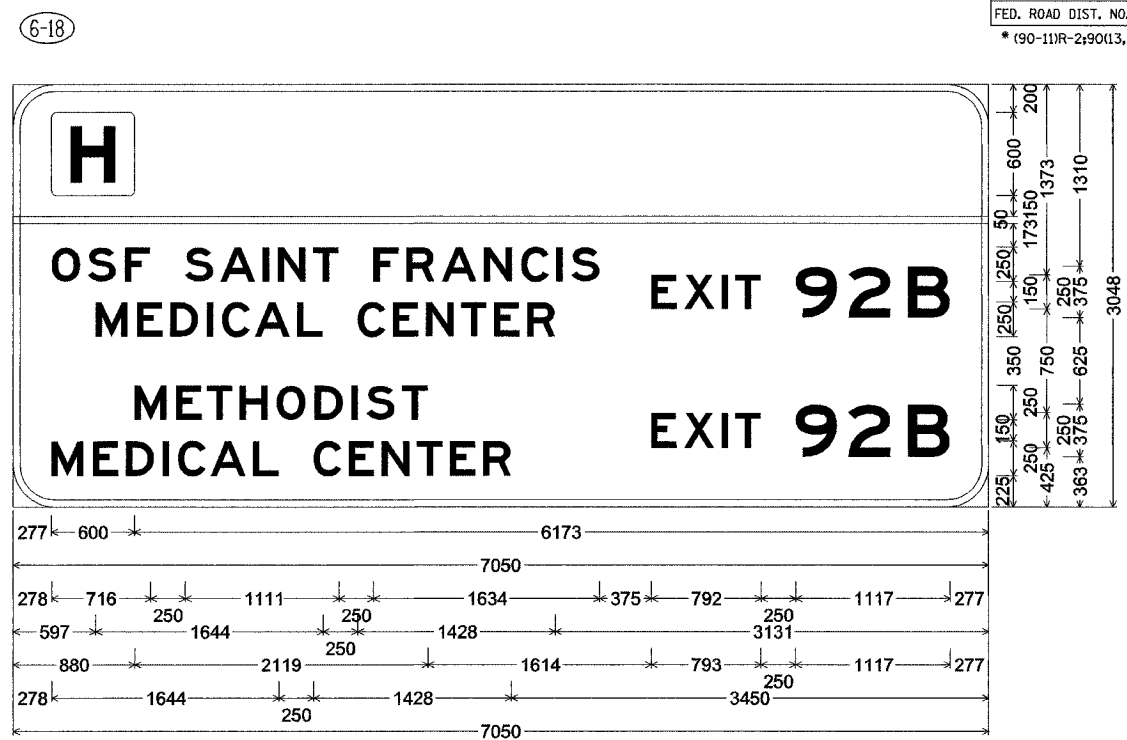 6-18
FED. ROAD DIST. NO.
* (90-11)R-2;90(13,
H
OSF SAINT FRANCIS
MEDICAL CENTER
EXIT 92B
METHODIST
MEDICAL CENTER
EXIT 92B
200
600
150
50
173
250
150
250
350
250
150
250
225
1373
150
750
250
425
1310
375
250
625
375
250
363
3048
277 600 6173
7050
278 716 250 1111 250 1634 375 792 250 1117 277
597 1644 250 1428 3131
880 2119 1614 793 250 1117 277
278 1644 250 1428 3450
7050